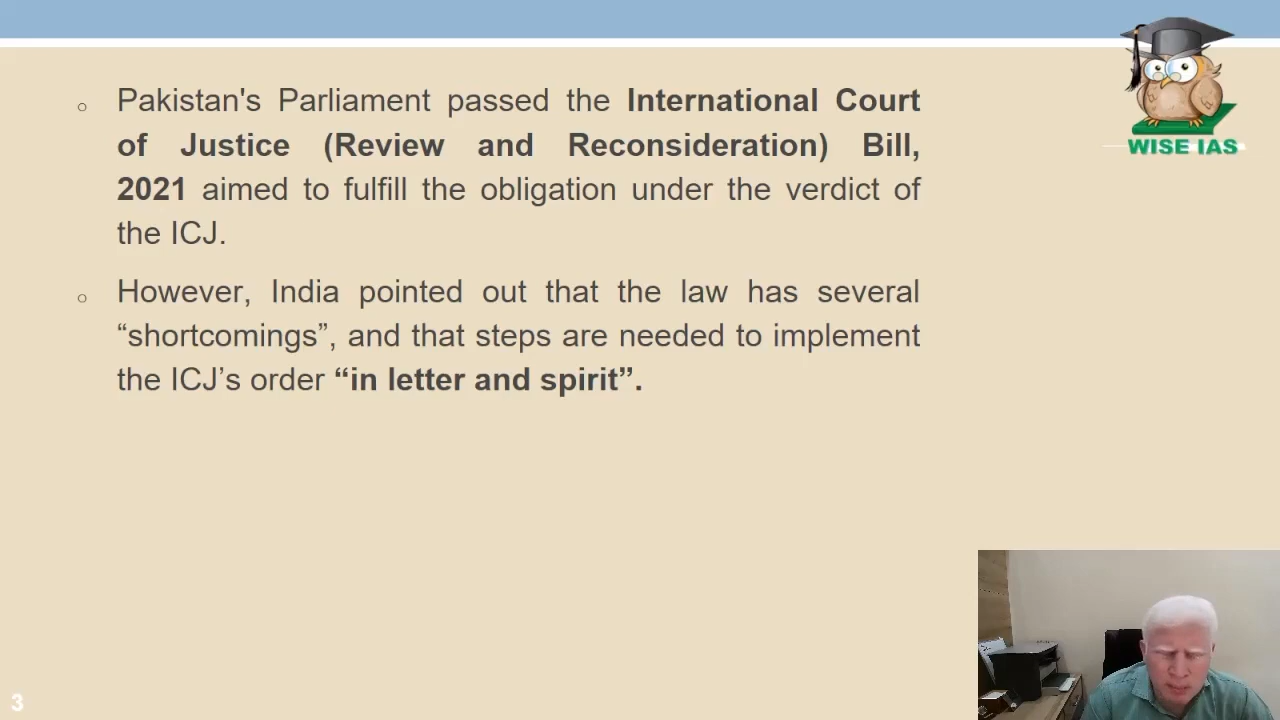 Pakistan's Parliament passed the International Court
of Justice (Review and Reconsideration) Bill,
2021 aimed to fulfill the obligation under the verdict of
the ICJ.
However, India pointed out that the law has several
“shortcomings”, and that steps are needed to implement
the ICJ’s order “in letter and spirit”.
WISE IAS
3